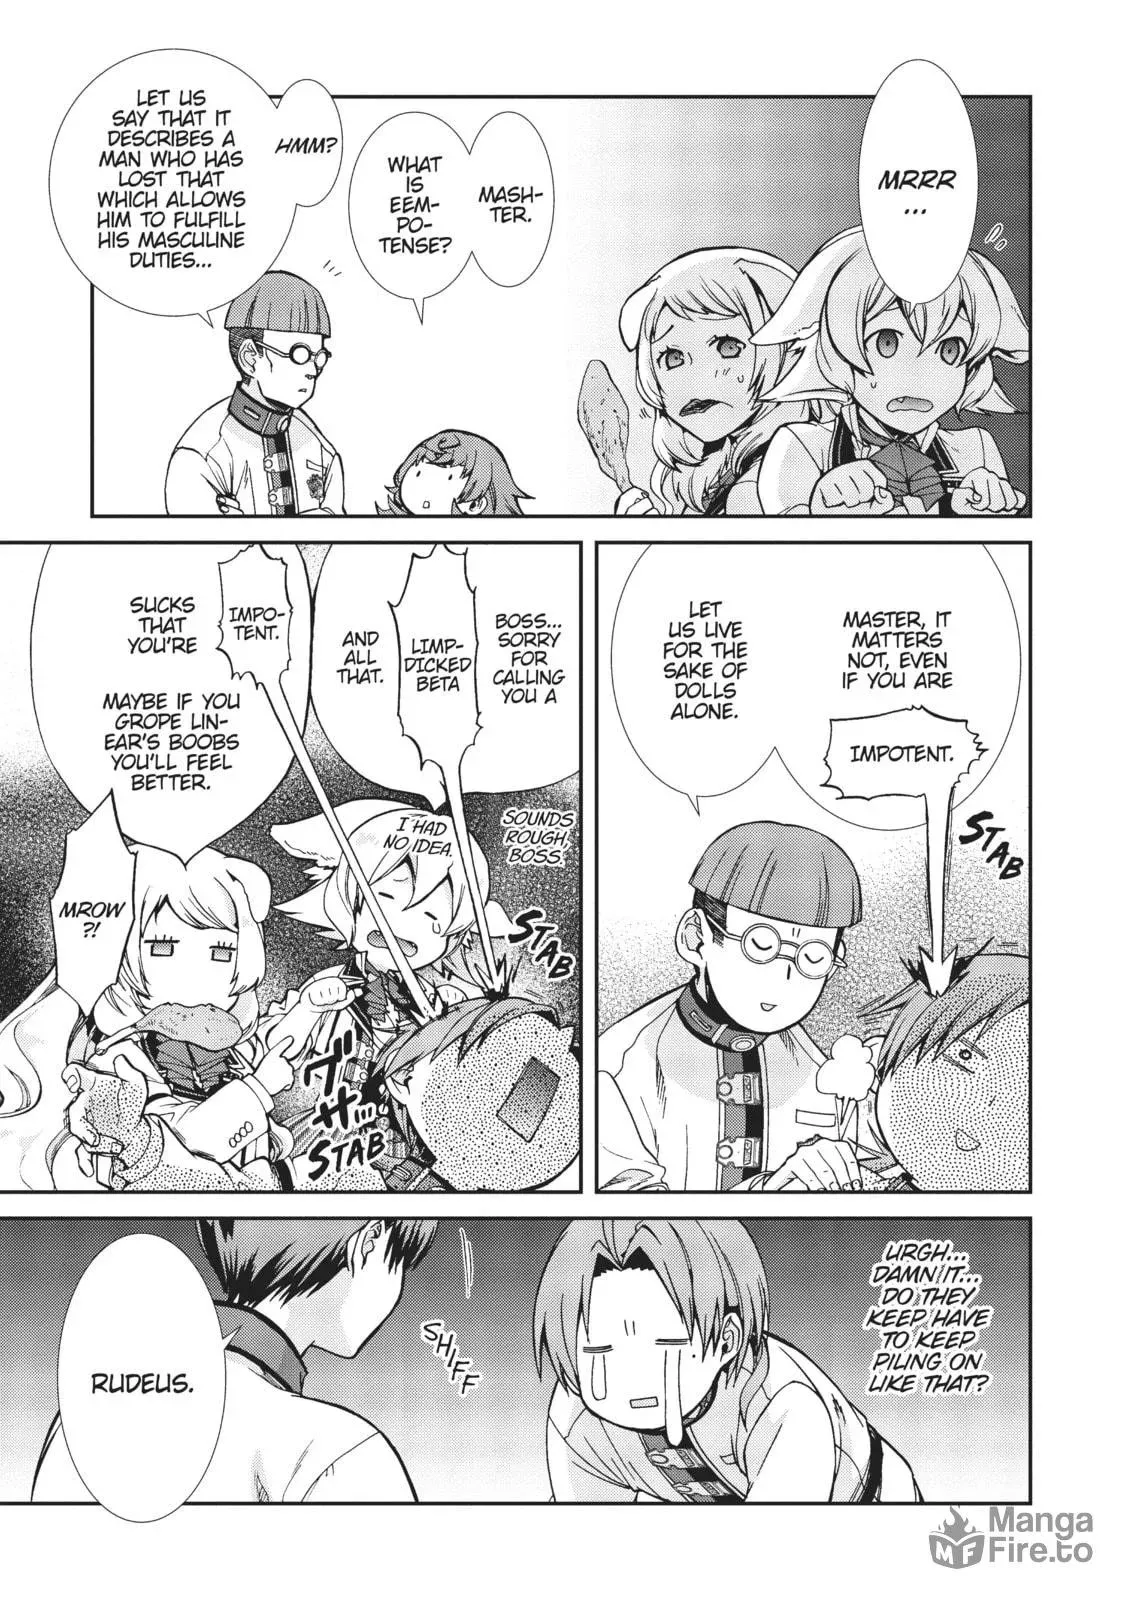 MRRR
...
MASH-
TER.
WHAT
IS
EEM-
PO-
TENSE?
HMM?
LET US
SAY THAT IT
DESCRIBES A
MAN WHO HAS
LOST THAT
WHICH ALLOWS
HIM TO FULFILL
HIS MASCULINE
DUTIES...
MASTER, IT
MATTERS
NOT, EVEN
IF YOU ARE
IMPOTENT.
LET
US LIVE
FOR THE
SAKE OF
DOLLS
ALONE.
STAB
BOSS...
SORRY
FOR
CALLING
YOU A
LIMP-
DICKED
BETA
AND
ALL
THAT.
SOUNDS
ROUGH,
BOSS.
I HAD
NO IDEA.
STAB
SUCKS
THAT
YOU'RE
IMPO-
TENT.
MAYBE IF YOU
GROPE LIN-
EAR'S BOOBS
YOU'LL FEEL
BETTER.
MROW
?!
ブザ...
STAB
URGH...
DAMN IT...
DO THEY
KEEP HAVE
TO KEEP
PILING ON
LIKE THAT?
SHIFF
RUDEUS.
Manga
Fire.to
MF